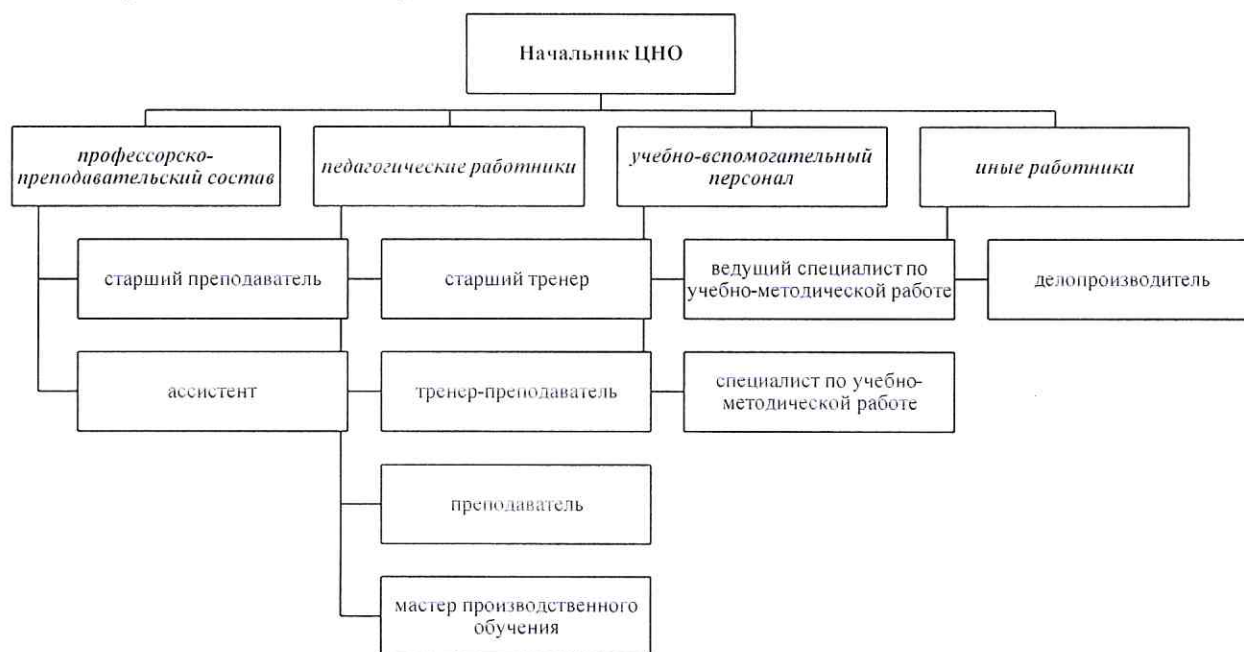 Начальник ЦНО
профессорско-
преподавательский состав
педагогические работники
учебно-вспомогательный
персонал
иные работники
старший преподаватель
старший тренер
ведущий специалист по
учебно-методической работе
делопроизводитель
ассистент
тренер-преподаватель
специалист по учебно-
методической работе
преподаватель
мастер производственного
обучения